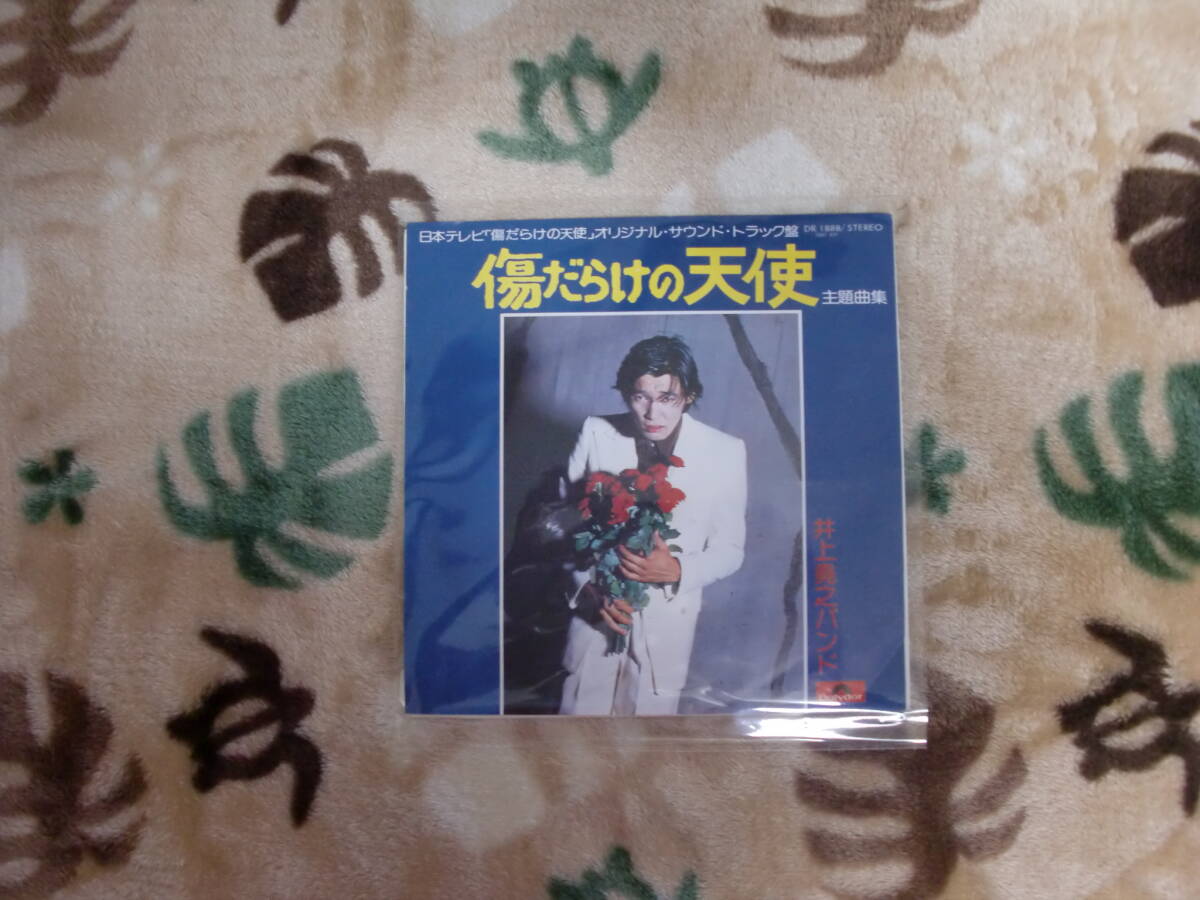 日本テレビ「傷だらけの天使」オリジナル・サウンド・トラック盤
DR 1888/STEREO
傷だらけの天使
主題曲集
井上堯之バンド
Polydor